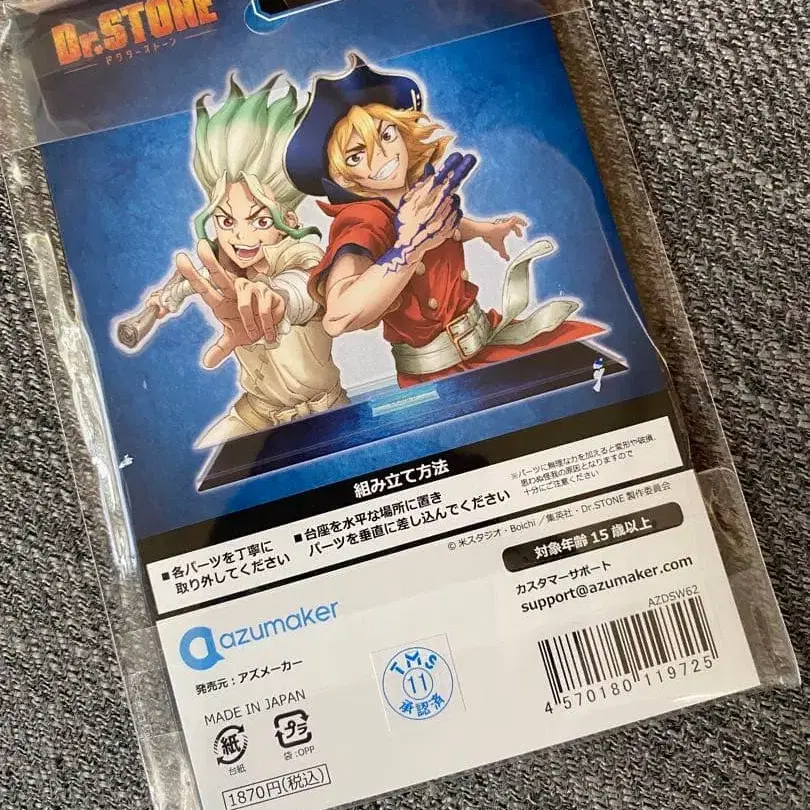 Dr.STONE
ドクターストーン
組み立て方法
■各パーツを丁寧に
取り外してください
■台座を水平な場所に置き
パーツを垂直に差し込んでください
※パーツに無理な力を加えると変形や破損、
思わぬ怪我の原因となりますので
十分にご注意ください
©米スタジオ・Boichi/集英社・Dr.STONE製作委員会
対象年齢15歳以上
カスタマーサポート
support@azumaker.com
AZDSW62
azumaker
発売元：アズメーカー
MADE IN JAPAN
紙
台紙
プラ
袋:OPP
1870円(税込)
TMS
11
承認済
4 570180 119725